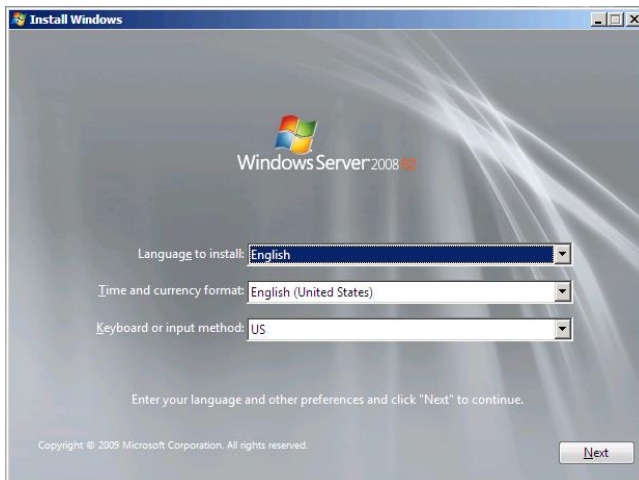 Install Windows
Windows Server 2008 R2
Language to install: English
Time and currency format: English (United States)
Keyboard or input method: US
Enter your language and other preferences and click "Next" to continue.
Copyright © 2009 Microsoft Corporation. All rights reserved.
Next